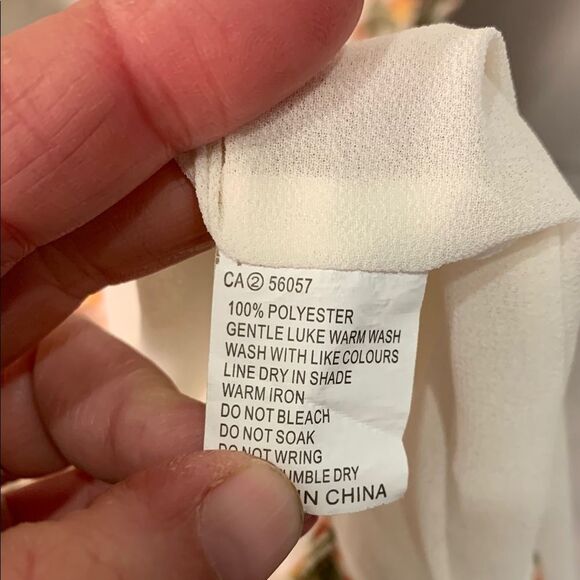 CA② 56057
100% POLYESTER
GENTLE LUKE WARM WASH
WASH WITH LIKE COLOURS
LINE DRY IN SHADE
WARM IRON
DO NOT BLEACH
DO NOT SOAK
DO NOT WRING
UMBLE DRY
IN CHINA